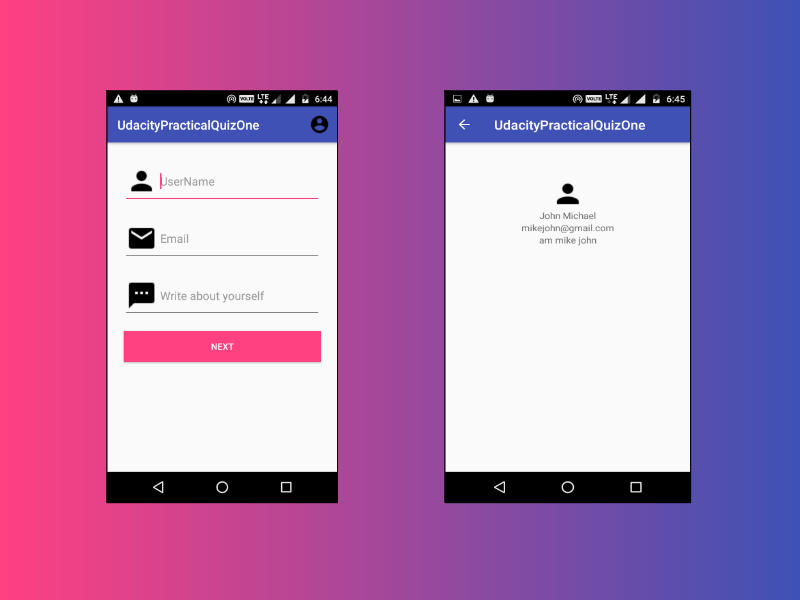 VOLTE LTE 6:44
UdacityPracticalQuizOne
UserName
Email
Write about yourself
NEXT
VOLTE LTE 6:45
UdacityPracticalQuizOne
John Michael
mikejohn@gmail.com
am mike john